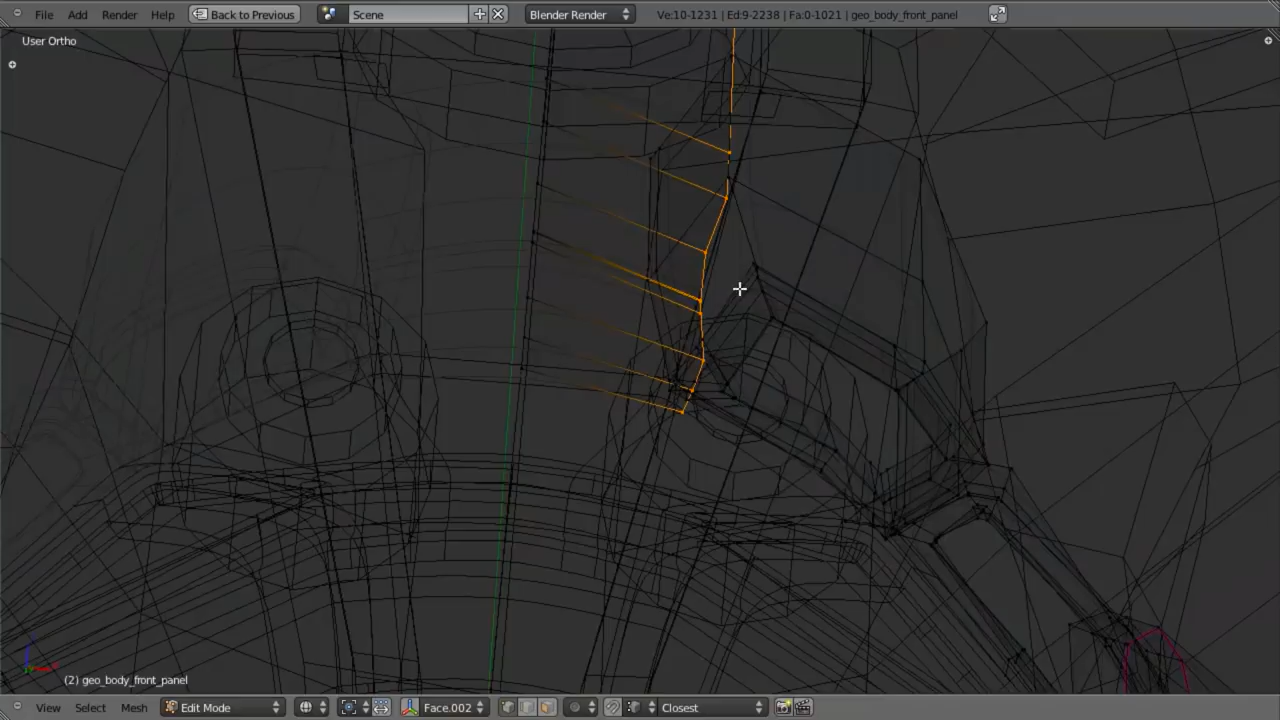 File Add Render Help Back to Previous Scene Blender Render Ve:10-1231 | Ed:9-2238 | Fa:0-1021 | geo_body_front_panel
User Ortho
(2) geo_body_front_panel
View Select Mesh Edit Mode Face.002 Closest